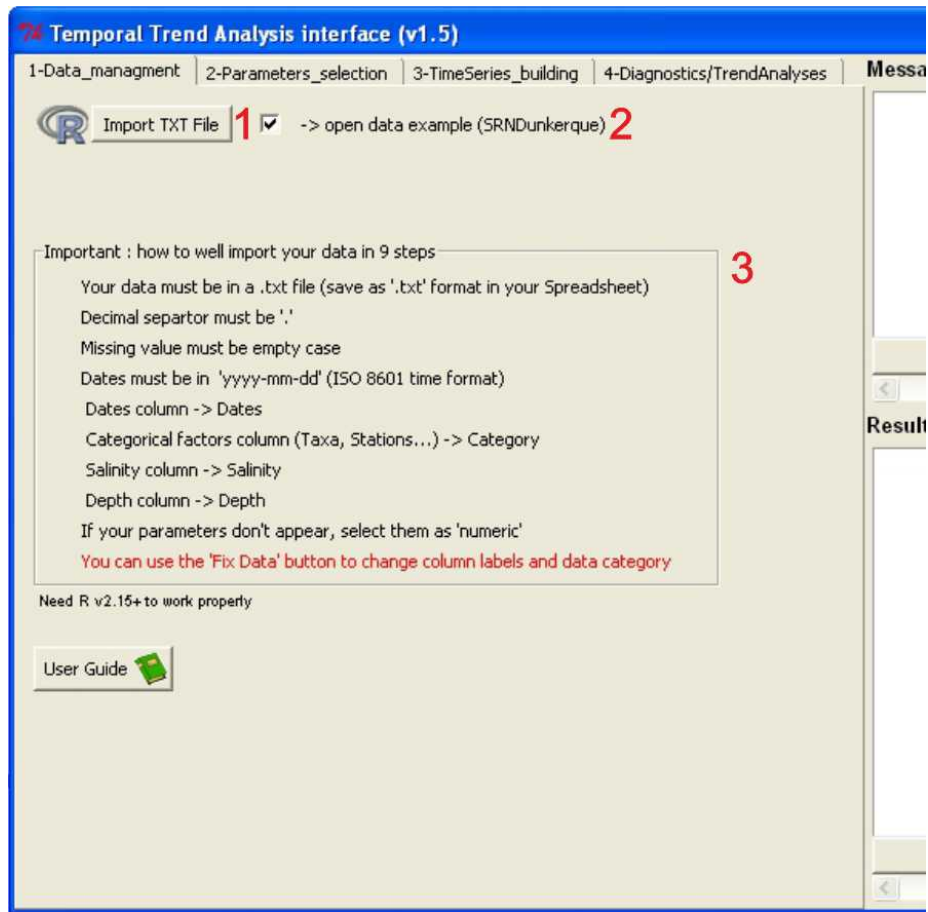 Temporal Trend Analysis interface (v1.5)
1-Data_managment 2-Parameters_selection 3-TimeSeries_building 4-Diagnostics/TrendAnalyses Messa
R Import TXT File 1 -> open data example (SRNDunkerque) 2
Important : how to well import your data in 9 steps
3
Your data must be in a .txt file (save as '.txt' format in your Spreadsheet)
Decimal separtor must be '.'
Missing value must be empty case
Dates must be in 'yyyy-mm-dd' (ISO 8601 time format)
Dates column -> Dates
Categorical factors column (Taxa, Stations...) -> Category
Result
Salinity column -> Salinity
Depth column -> Depth
If your parameters don't appear, select them as 'numeric'
You can use the 'Fix Data' button to change column labels and data category
Need R v2.15+ to work properly
User Guide